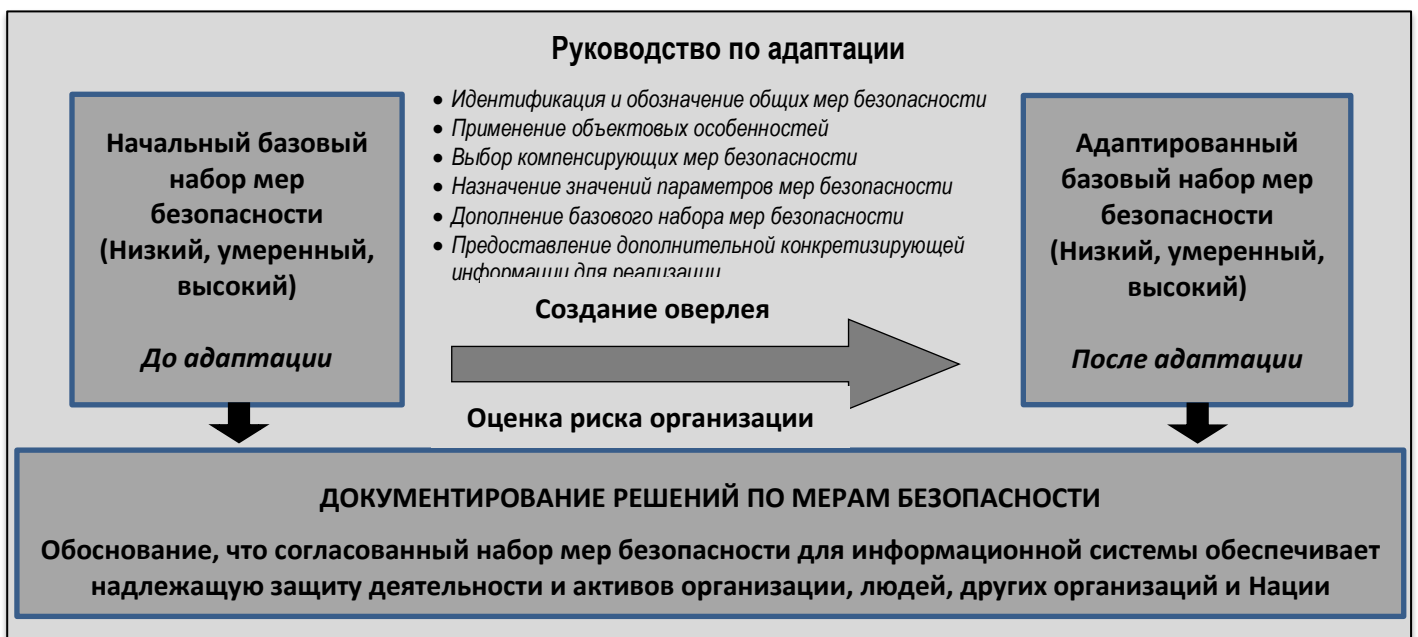 Руководство по адаптации
Начальный базовый
набор мер
безопасности
(Низкий, умеренный,
высокий)
До адаптации
• Идентификация и обозначение общих мер безопасности
• Применение объектовых особенностей
• Выбор компенсирующих мер безопасности
• Назначение значений параметров мер безопасности
• Дополнение базового набора мер безопасности
• Предоставление дополнительной конкретизирующей
информации для реализации
Создание оверлея
Оценка риска организации
Адаптированный
базовый набор мер
безопасности
(Низкий, умеренный,
высокий)
После адаптации
ДОКУМЕНТИРОВАНИЕ РЕШЕНИЙ ПО МЕРАМ БЕЗОПАСНОСТИ
Обоснование, что согласованный набор мер безопасности для информационной системы обеспечивает
надлежащую защиту деятельности и активов организации, людей, других организаций и Нации